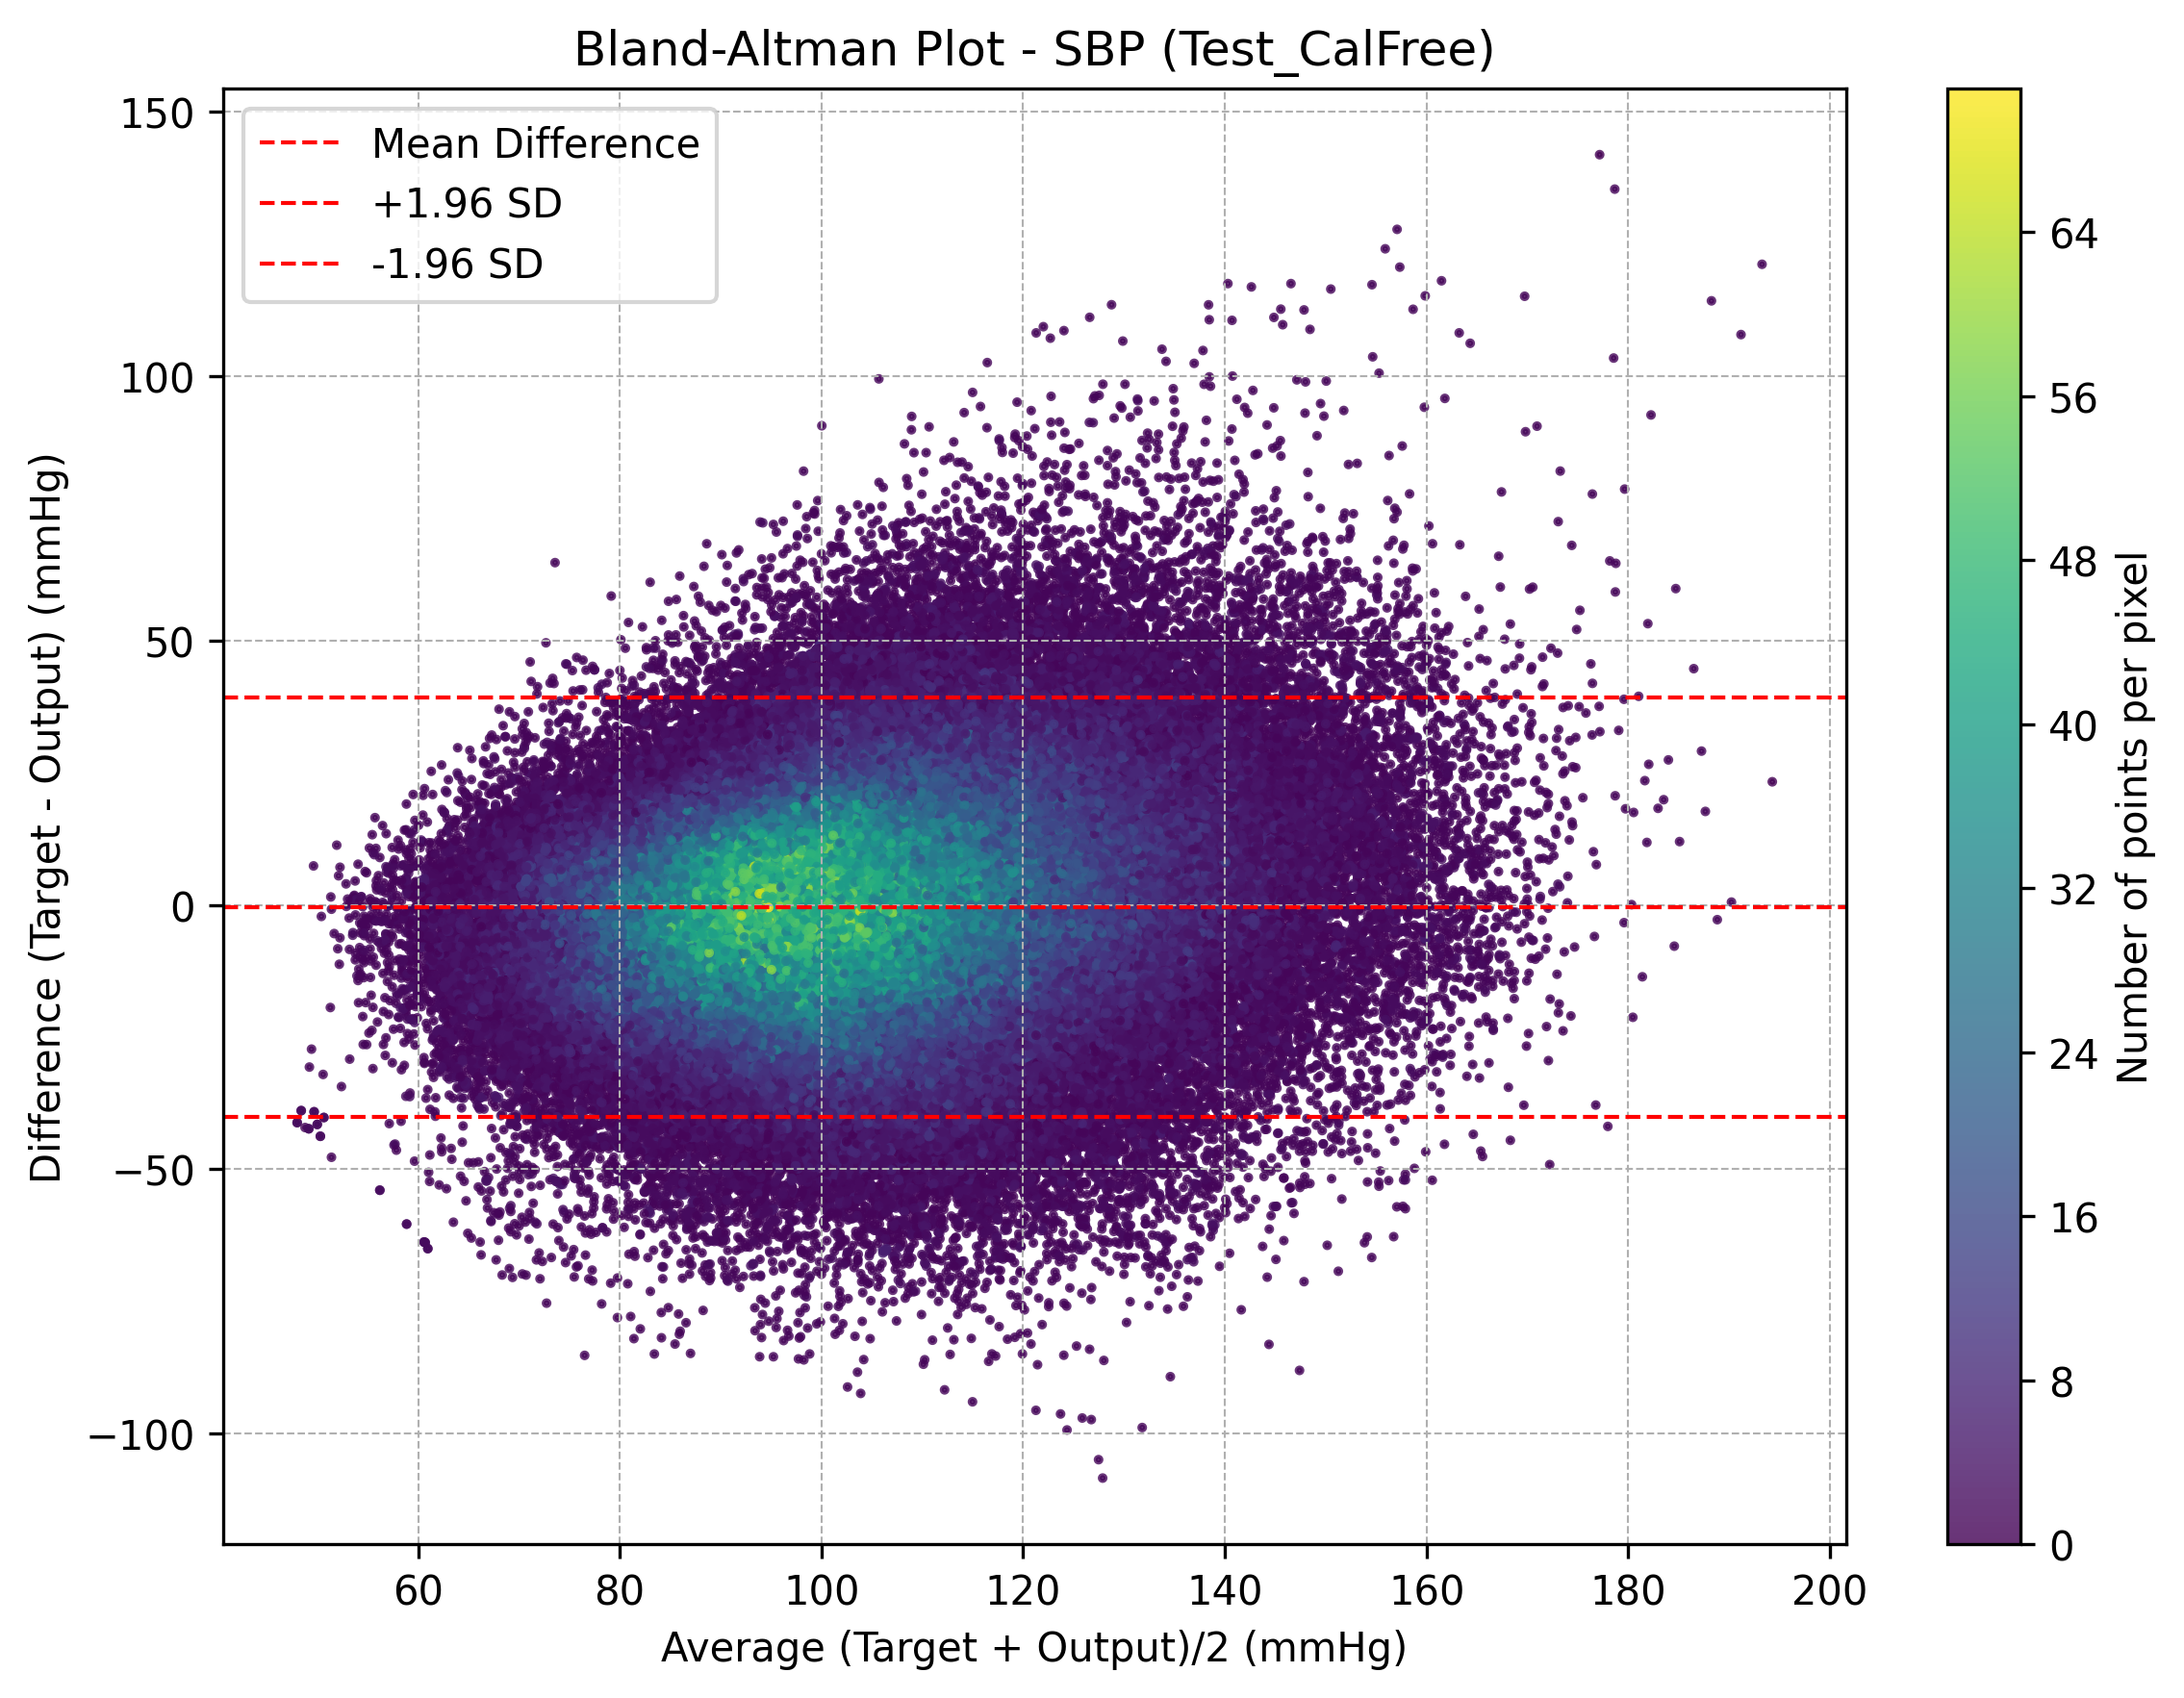 Bland-Altman Plot - SBP (Test_CalFree)
Mean Difference
+1.96 SD
-1.96 SD
150
100
50
0
−50
−100
Difference (Target - Output) (mmHg)
60 80 100 120 140 160 180 200
Average (Target + Output)/2 (mmHg)
64
56
48
40
32
24
16
8
0
Number of points per pixel